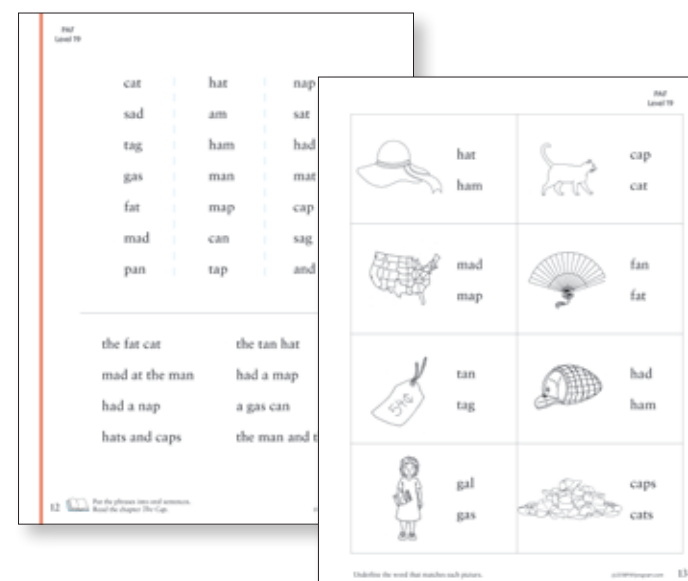 PAF
Level 19
cat hat nap
sad am sat
tag ham had
gas man mat
fat map cap
mad can sag
pan tap and
the fat cat the tan hat
mad at the man had a map
had a nap a gas can
hats and caps the man and t
12 Put the phrases into oral sentences.
Read the chapter The Cap.
PAF
Level 19
hat cap
ham cat
mad fan
map fat
54¢
tan had
tag ham
gal caps
gas cats
Underline the word that matches each picture.
13